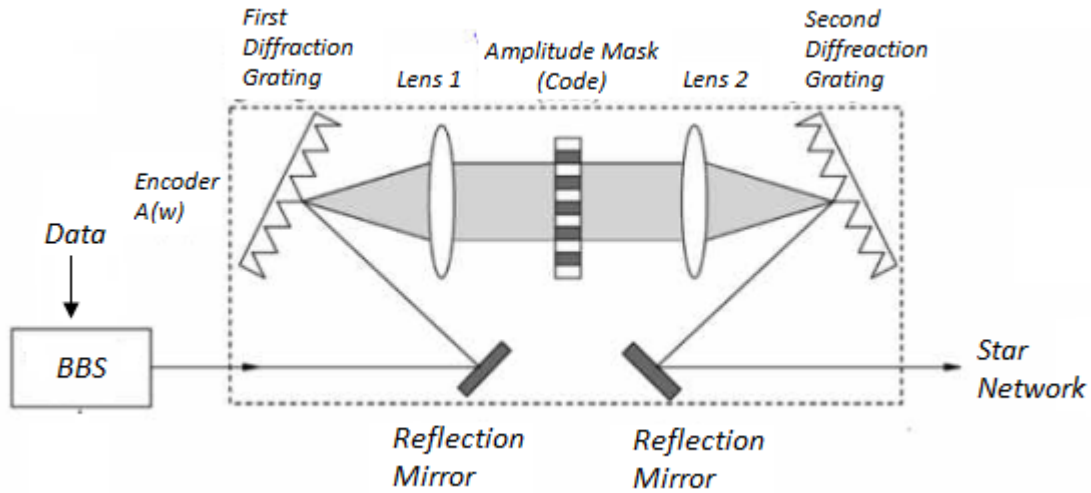 First
Diffraction
Grating
Lens 1
Amplitude Mask
(Code)
Lens 2
Second
Diffreaction
Grating
Encoder
A(w)
Data
BBS
Star
Network
Reflection
Mirror
Reflection
Mirror